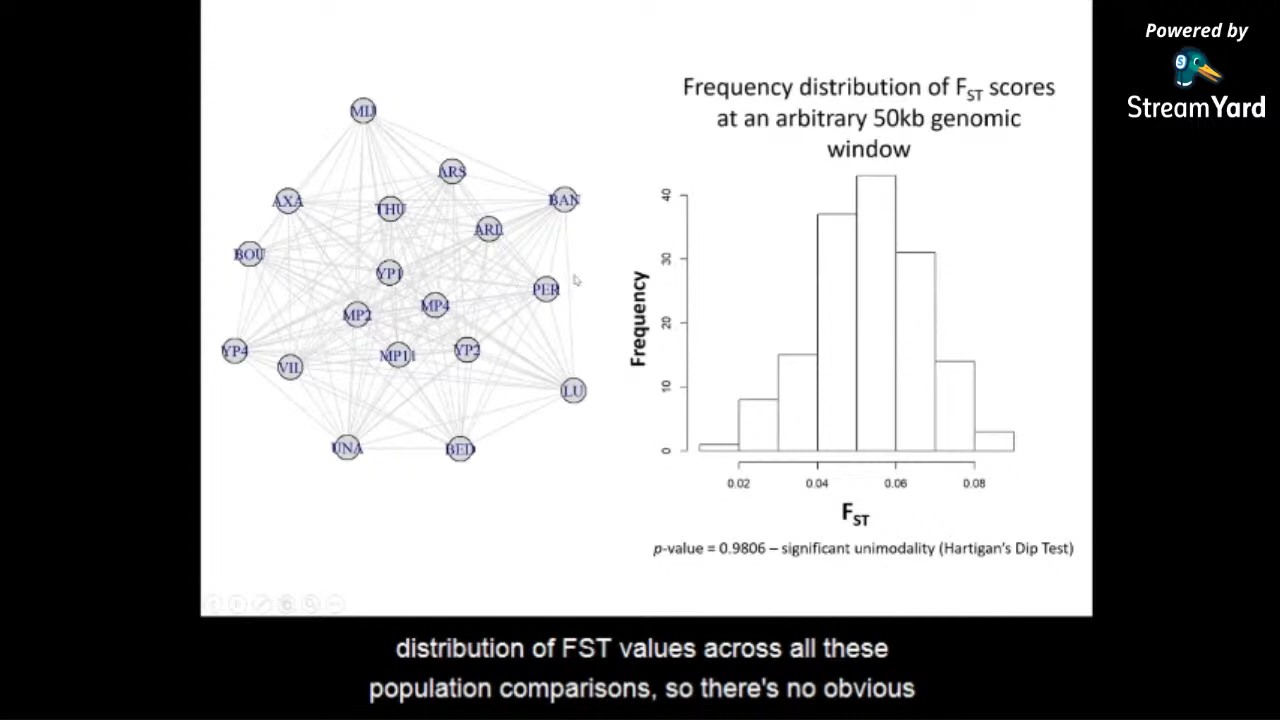 Powered by
StreamYard
Frequency distribution of FST scores
at an arbitrary 50kb genomic
window
MIJ
ARS
AXA
THU
BAN
ARL
BOU
YP1
PER
MP2
MP4
YP4
VIL
MP11
YP2
LU
UNA
BED
Frequency
40
30
20
10
0
0.02 0.04 0.06 0.08
FST
p-value = 0.9806 – significant unimodality (Hartigan's Dip Test)
distribution of FST values across all these
population comparisons, so there's no obvious